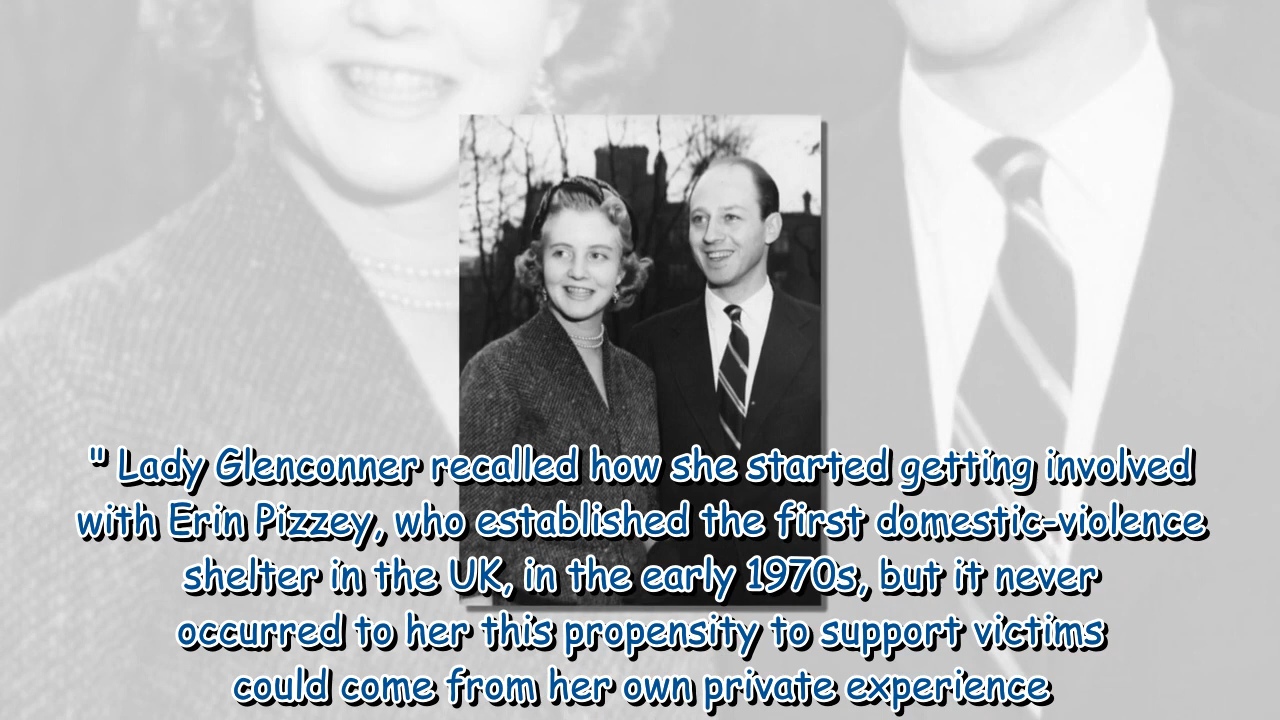 " Lady Glenconner recalled how she started getting involved
with Erin Pizzey, who established the first domestic-violence
shelter in the UK, in the early 1970s, but it never
occurred to her this propensity to support victims
could come from her own private experience